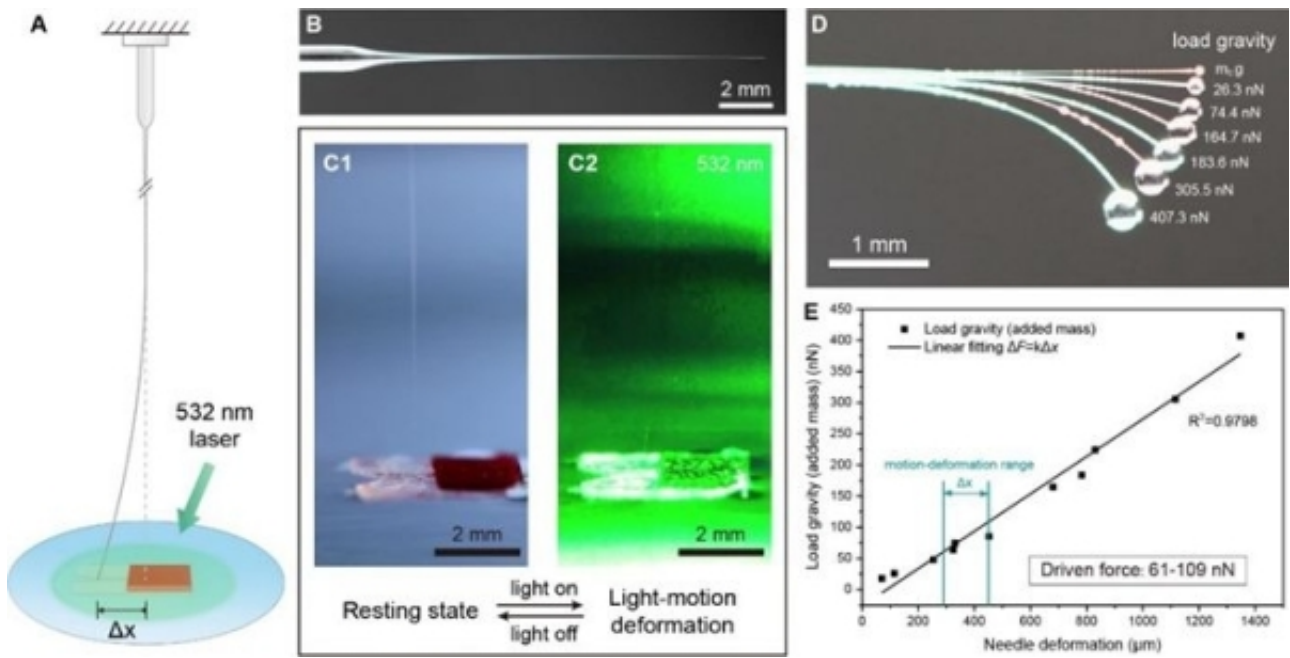 A
532 nm
laser
Δx
B
2 mm
C1
2 mm
C2
532 nm
2 mm
Resting state
light on
light off
Light-motion
deformation
D
load gravity
m₀g
26.3 nN
74.4 nN
164.7 nN
183.6 nN
305.5 nN
407.3 nN
1 mm
E
Load gravity (added mass) (nN)
450
400
350
300
250
200
150
100
50
0
Load gravity (added mass)
Linear fitting ΔF=kΔx
R²=0.9798
motion-deformation range
Δx
Driven force: 61-109 nN
0 200 400 600 800 1000 1200 1400
Needle deformation (μm)